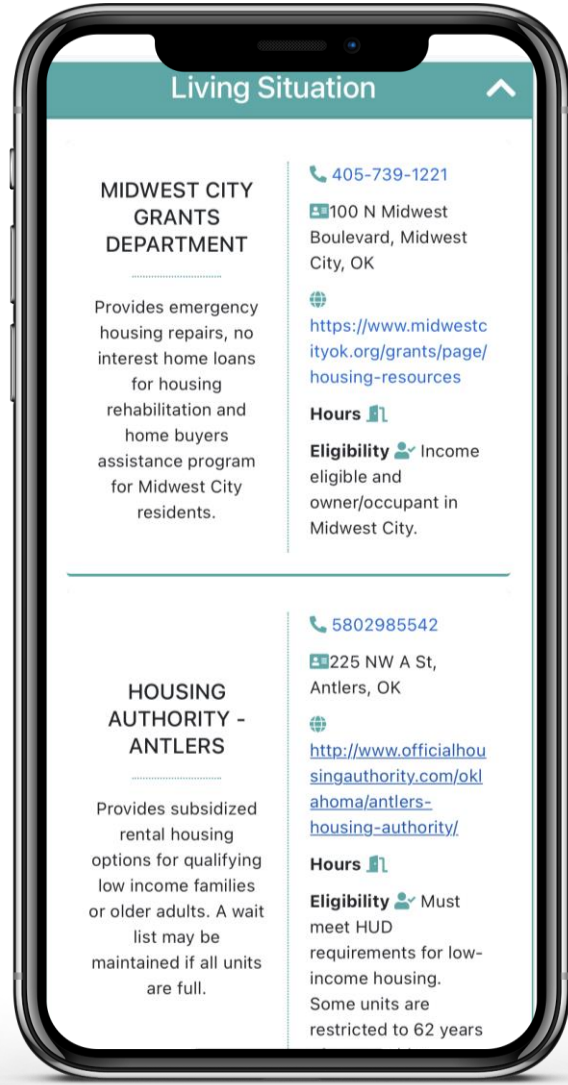 Living Situation
MIDWEST CITY
GRANTS
DEPARTMENT
Provides emergency
housing repairs, no
interest home loans
for housing
rehabilitation and
home buyers
assistance program
for Midwest City
residents.
405-739-1221
100 N Midwest
Boulevard, Midwest
City, OK
https://www.midwestc
ityok.org/grants/page/
housing-resources
Hours
Eligibility Income
eligible and
owner/occupant in
Midwest City.
HOUSING
AUTHORITY -
ANTLERS
Provides subsidized
rental housing
options for qualifying
low income families
or older adults. A wait
list may be
maintained if all units
are full.
5802985542
225 NW A St,
Antlers, OK
http://www.officialhou
singauthority.com/okl
ahoma/antlers-
housing-authority/
Hours
Eligibility Must
meet HUD
requirements for low-
income housing.
Some units are
restricted to 62 years